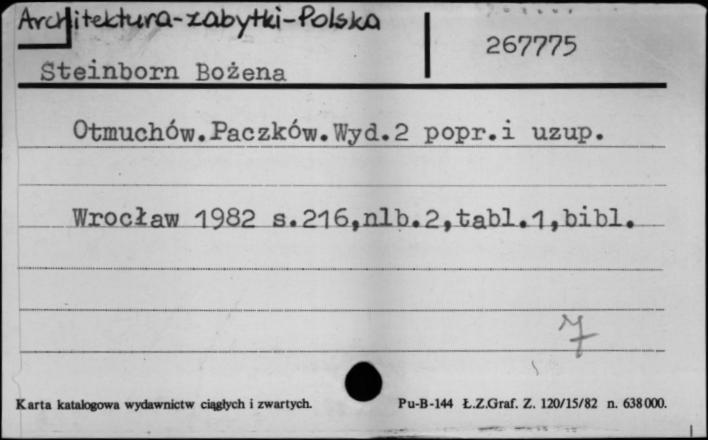 Architektura-zabytki-Polska
267775
Steinborn Bożena
Otmuchów.Paczków.Wyd.2 popr.i uzup.
Wrocław 1982 s.216,nlb.2,tabl.1,bibl.
7
Karta katalogowa wydawnictw ciągłych i zwartych. Pu-B-144 Ł.Z.Graf. Z. 120/15/82 n. 638000.